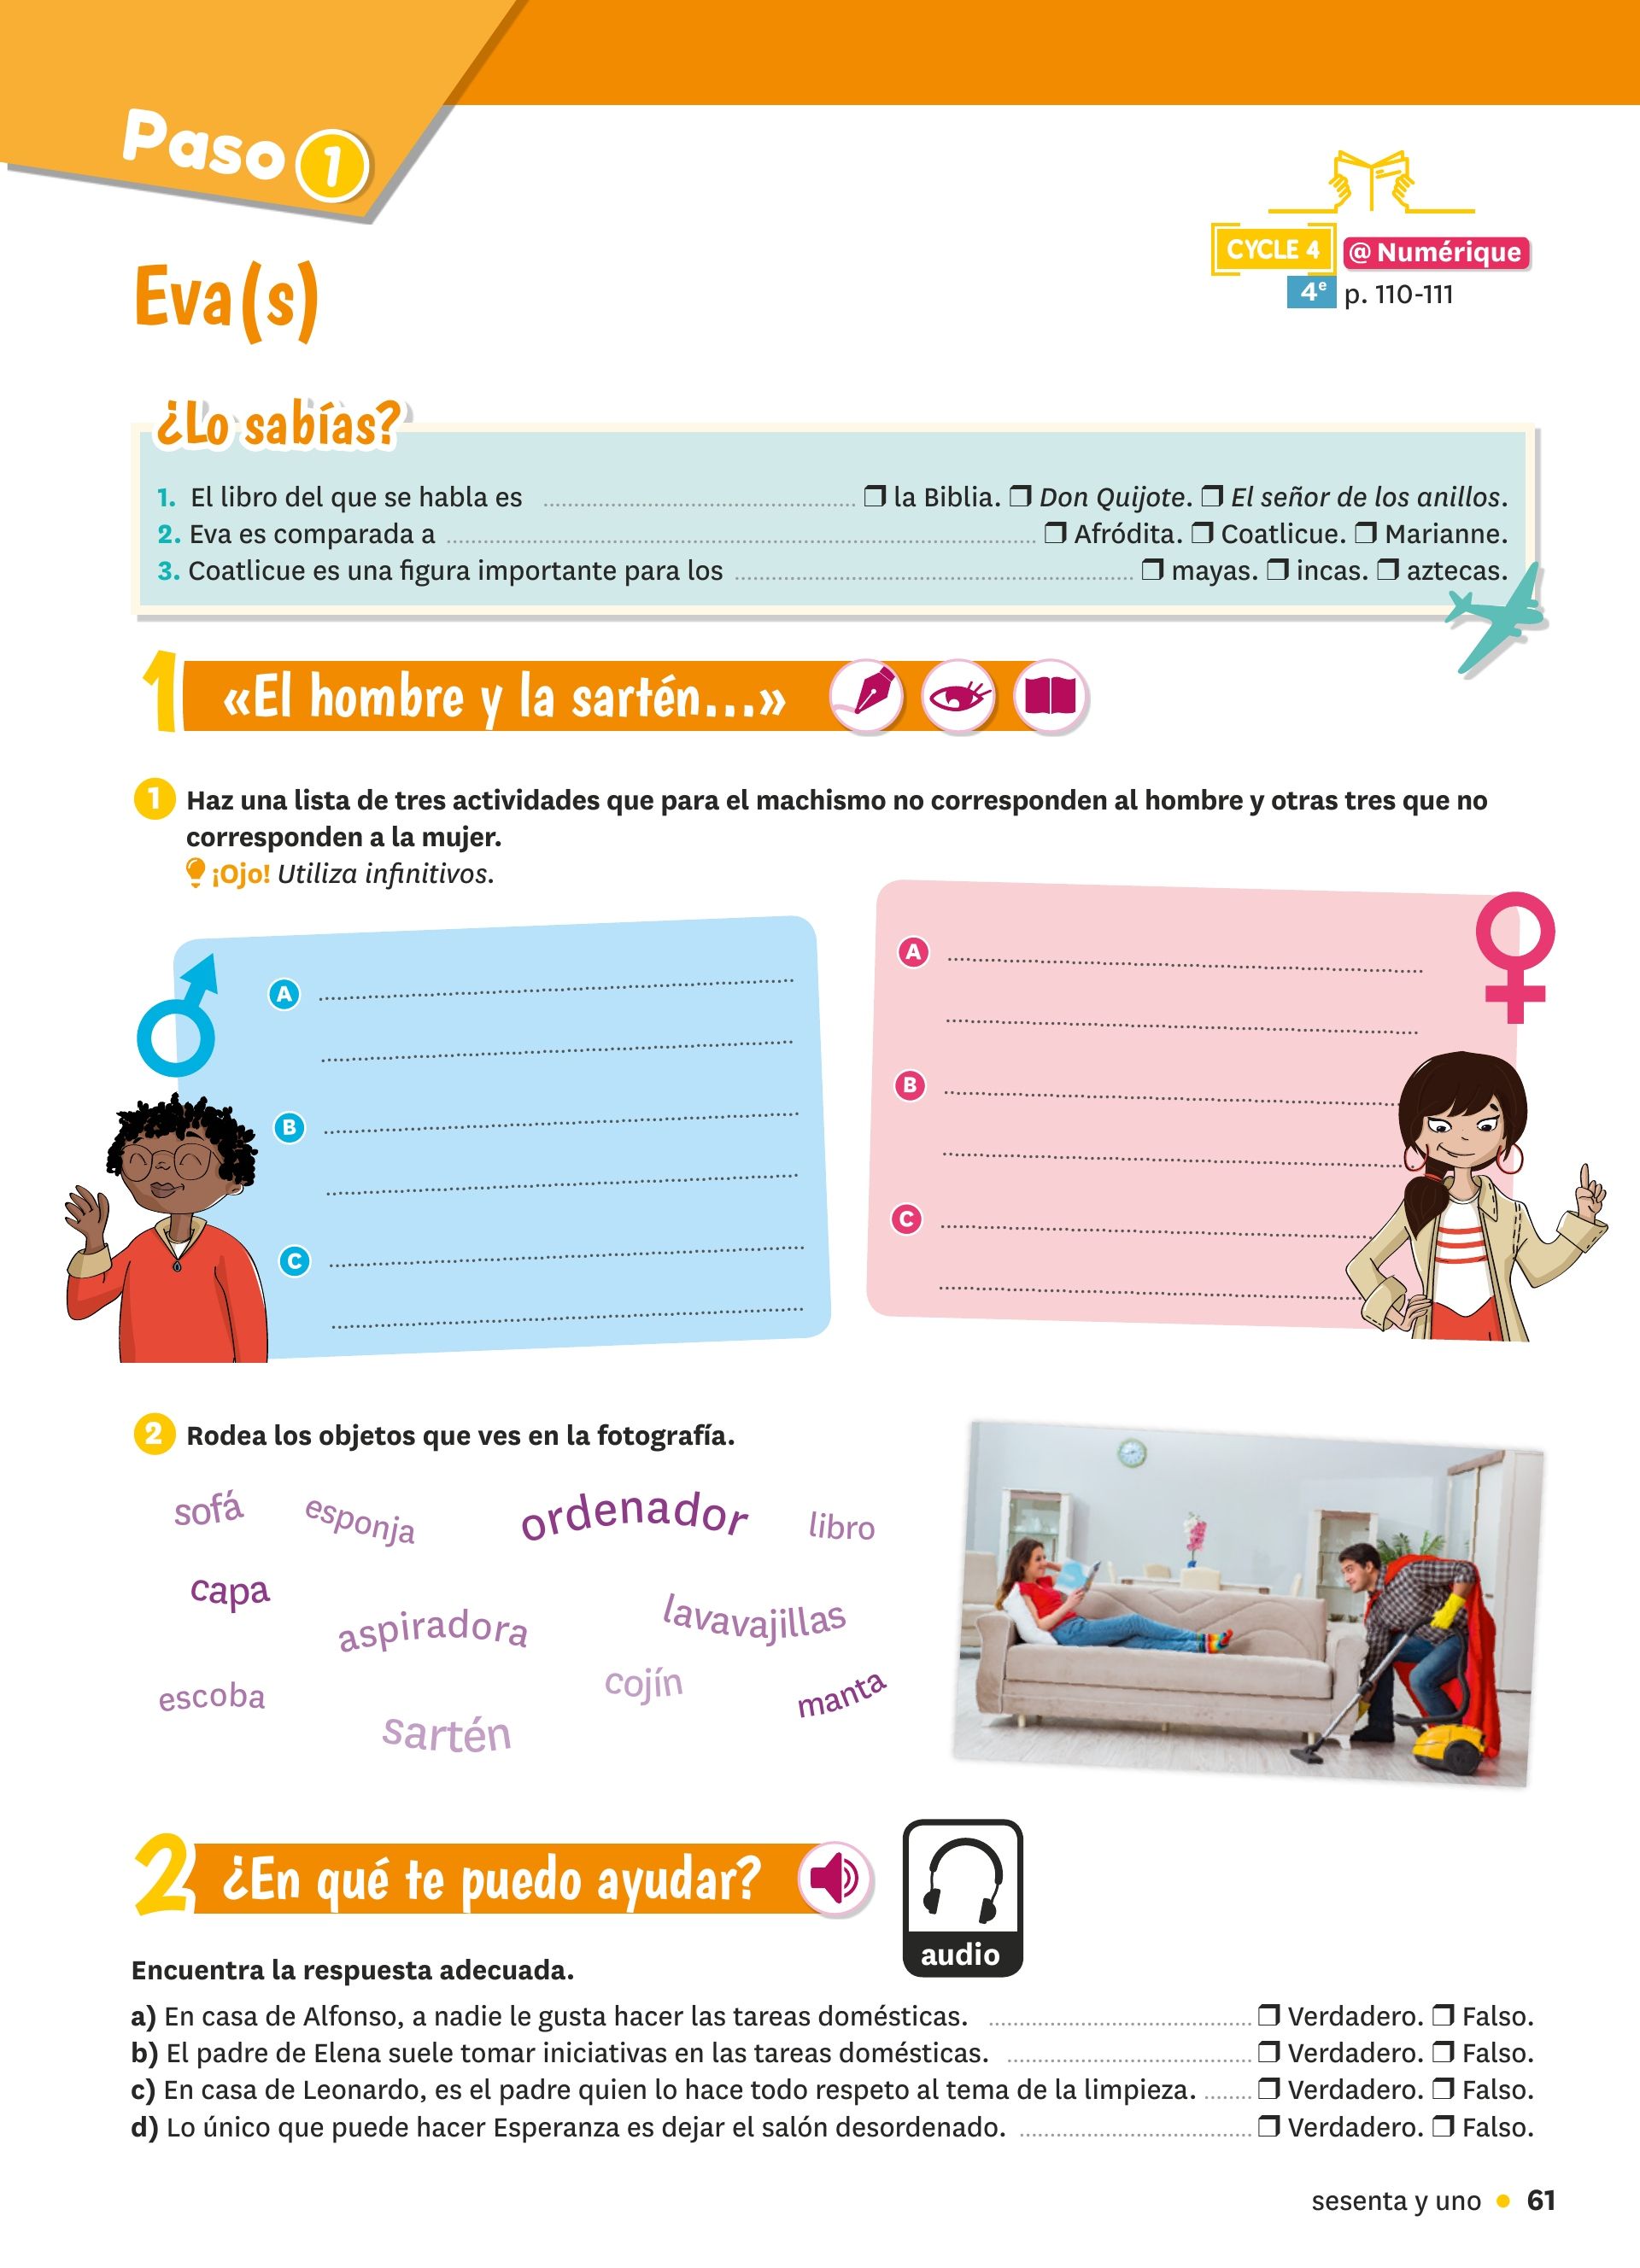 Paso 1
CYCLE 4 @ Numérique
4e p. 110-111
Eva(s)
¿Lo sabías?
1. El libro del que se habla es ........ ❒ la Biblia. ❒ Don Quijote. ❒ El señor de los anillos.
2. Eva es comparada a ........ ❒ Afródita. ❒ Coatlicue. ❒ Marianne.
3. Coatlicue es una figura importante para los ........ ❒ mayas. ❒ incas. ❒ aztecas.
1 «El hombre y la sartén...»
1 Haz una lista de tres actividades que para el machismo no corresponden al hombre y otras tres que no
corresponden a la mujer.
¡Ojo! Utiliza infinitivos.
A
B
C
A
B
C
2 Rodea los objetos que ves en la fotografía.
sofá esponja ordenador libro
capa aspiradora lavavajillas
escoba cojín manta
sartén
2 ¿En qué te puedo ayudar?
audio
Encuentra la respuesta adecuada.
a) En casa de Alfonso, a nadie le gusta hacer las tareas domésticas. ........ ❒ Verdadero. ❒ Falso.
b) El padre de Elena suele tomar iniciativas en las tareas domésticas. ........ ❒ Verdadero. ❒ Falso.
c) En casa de Leonardo, es el padre quien lo hace todo respeto al tema de la limpieza. ........ ❒ Verdadero. ❒ Falso.
d) Lo único que puede hacer Esperanza es dejar el salón desordenado. ........ ❒ Verdadero. ❒ Falso.
sesenta y uno • 61